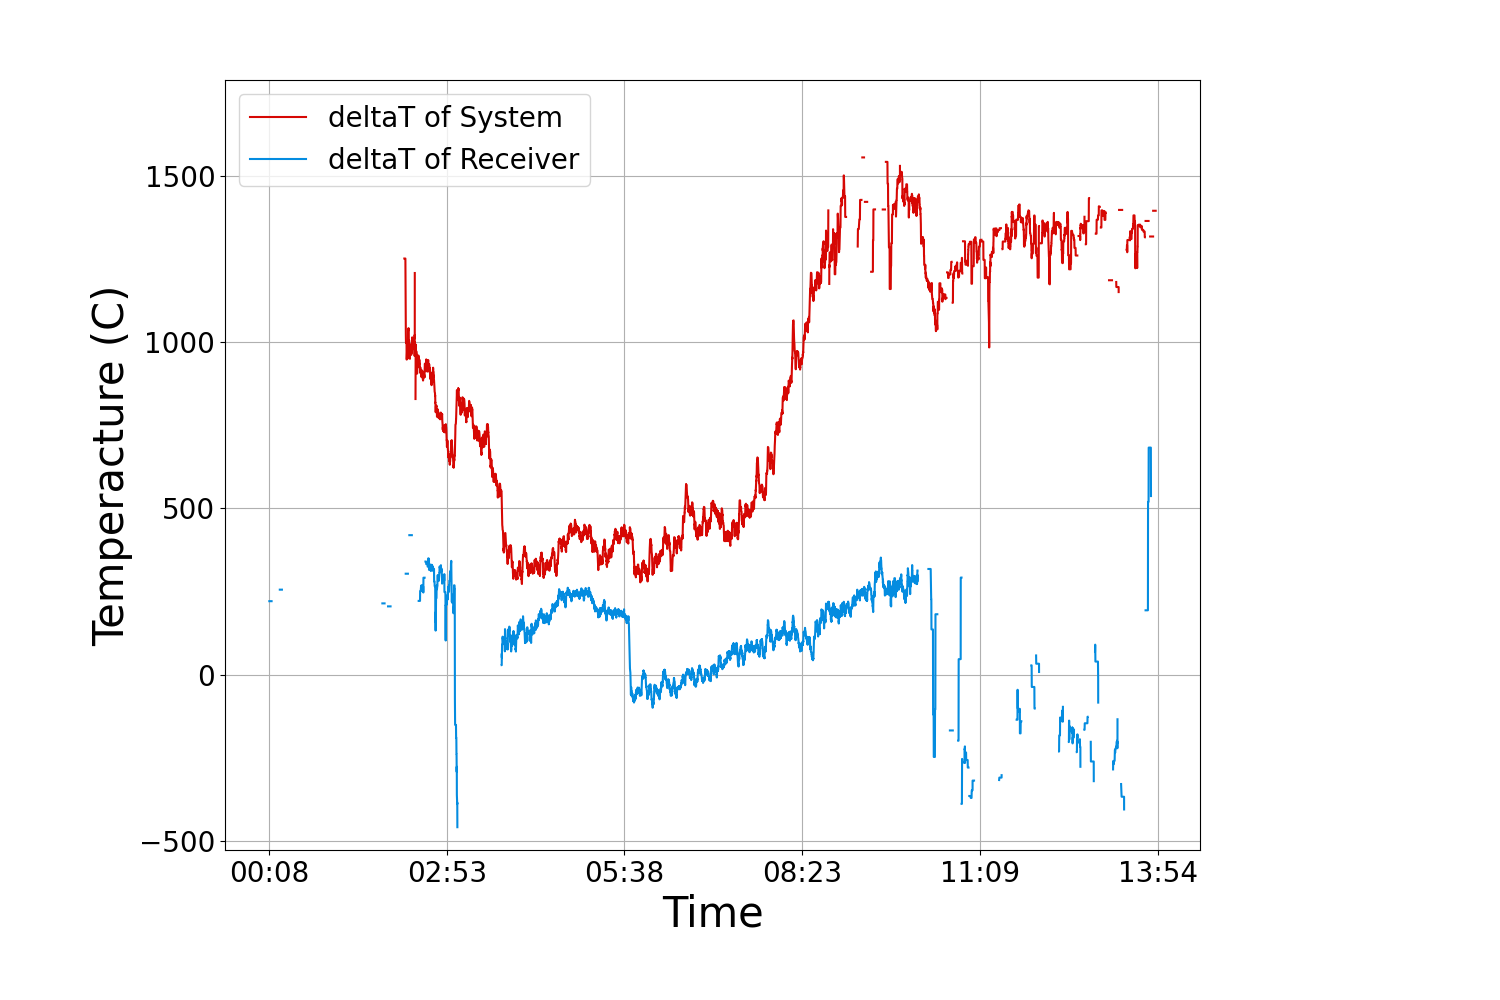 deltaT of System
deltaT of Receiver
1500
1000
500
0
−500
Temperacture (C)
00:08 02:53 05:38 08:23 11:09 13:54
Time